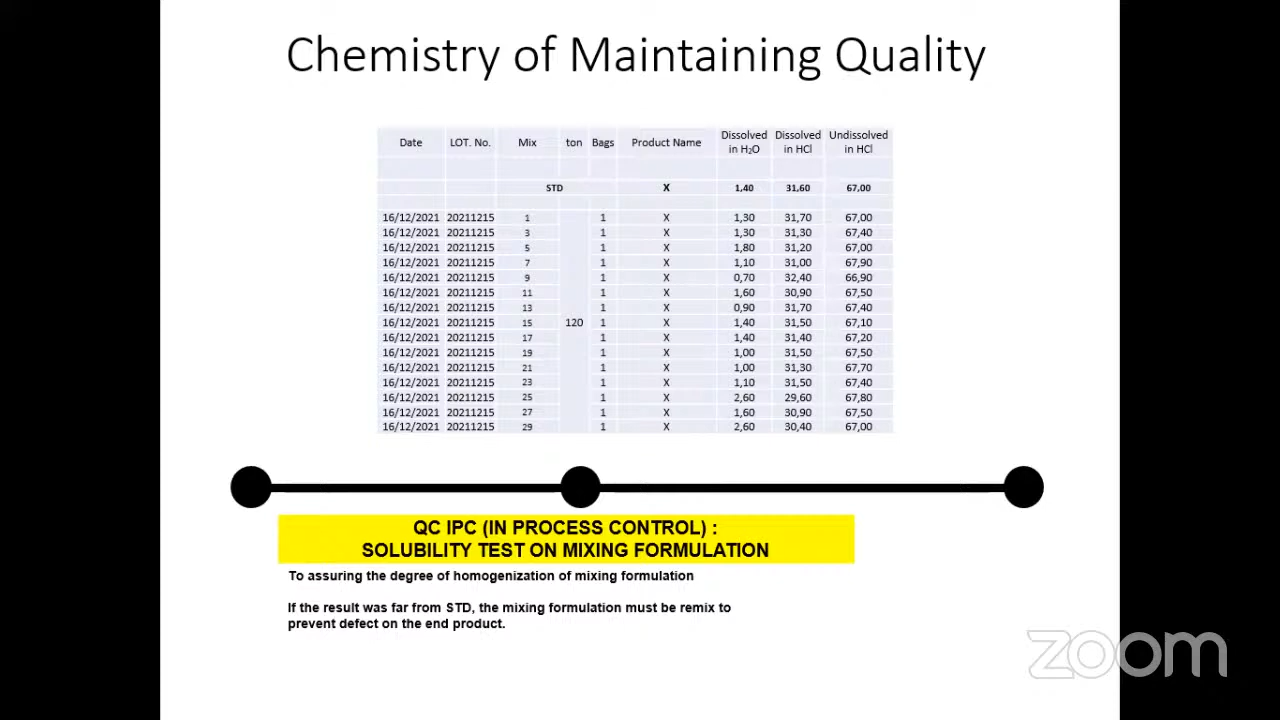 Chemistry of Maintaining Quality
Date LOT. No. Mix ton Bags Product Name Dissolved in H₂O Dissolved in HCl Undissolved in HCl
STD X 1,40 31,60 67,00
16/12/2021 20211215 1 1 X 1,30 31,70 67,00
16/12/2021 20211215 3 1 X 1,30 31,30 67,40
16/12/2021 20211215 5 1 X 1,80 31,20 67,00
16/12/2021 20211215 7 1 X 1,10 31,00 67,90
16/12/2021 20211215 9 1 X 0,70 32,40 66,90
16/12/2021 20211215 11 1 X 1,60 30,90 67,50
16/12/2021 20211215 13 1 X 0,90 31,70 67,40
16/12/2021 20211215 15 120 1 X 1,40 31,50 67,10
16/12/2021 20211215 17 1 X 1,40 31,40 67,20
16/12/2021 20211215 19 1 X 1,00 31,50 67,50
16/12/2021 20211215 21 1 X 1,00 31,30 67,70
16/12/2021 20211215 23 1 X 1,10 31,50 67,40
16/12/2021 20211215 25 1 X 2,60 29,60 67,80
16/12/2021 20211215 27 1 X 1,60 30,90 67,50
16/12/2021 20211215 29 1 X 2,60 30,40 67,00
QC IPC (IN PROCESS CONTROL) :
SOLUBILITY TEST ON MIXING FORMULATION
To assuring the degree of homogenization of mixing formulation
If the result was far from STD, the mixing formulation must be remix to
prevent defect on the end product.
zoom